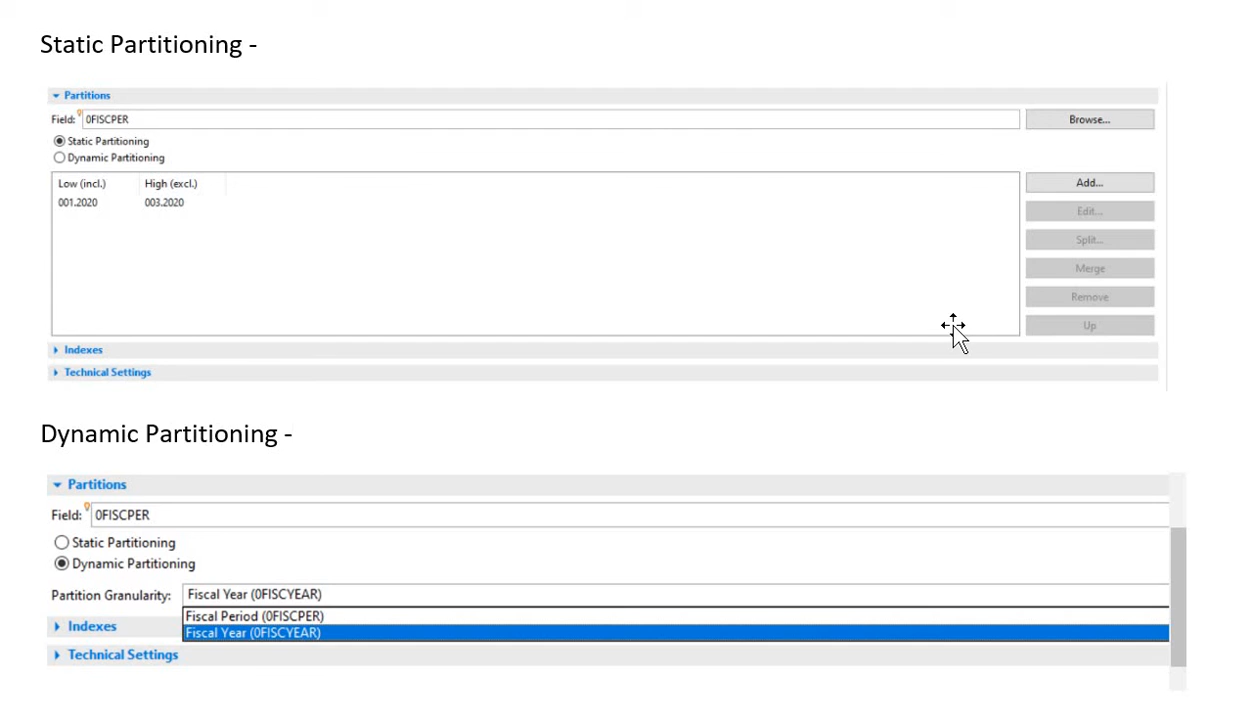 Static Partitioning -
Partitions
Field: 0FISCPER Browse...
Static Partitioning
Dynamic Partitioning
Low (incl.) High (excl.) Add...
001.2020 003.2020
Edit...
Split...
Merge
Remove
Up
Indexes
Technical Settings
Dynamic Partitioning -
Partitions
Field: 0FISCPER
Static Partitioning
Dynamic Partitioning
Partition Granularity: Fiscal Year (0FISCYEAR)
Fiscal Period (0FISCPER)
Indexes Fiscal Year (0FISCYEAR)
Technical Settings